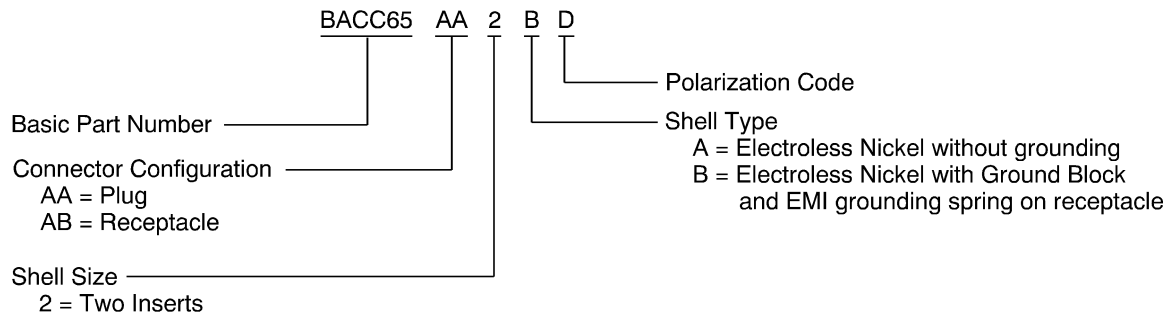 BACC65 AA 2 B D
Polarization Code
Basic Part Number
Shell Type
A = Electroless Nickel without grounding
B = Electroless Nickel with Ground Block
and EMI grounding spring on receptacle
Connector Configuration
AA = Plug
AB = Receptacle
Shell Size
2 = Two Inserts